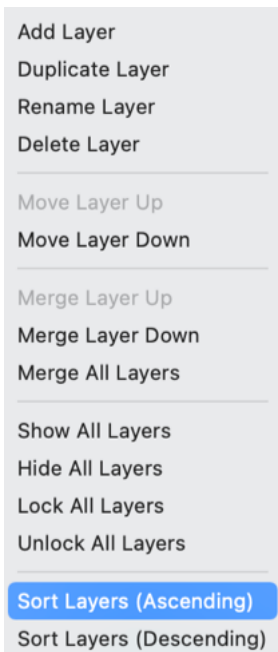 Add Layer
Duplicate Layer
Rename Layer
Delete Layer
Move Layer Up
Move Layer Down
Merge Layer Up
Merge Layer Down
Merge All Layers
Show All Layers
Hide All Layers
Lock All Layers
Unlock All Layers
Sort Layers (Ascending)
Sort Layers (Descending)